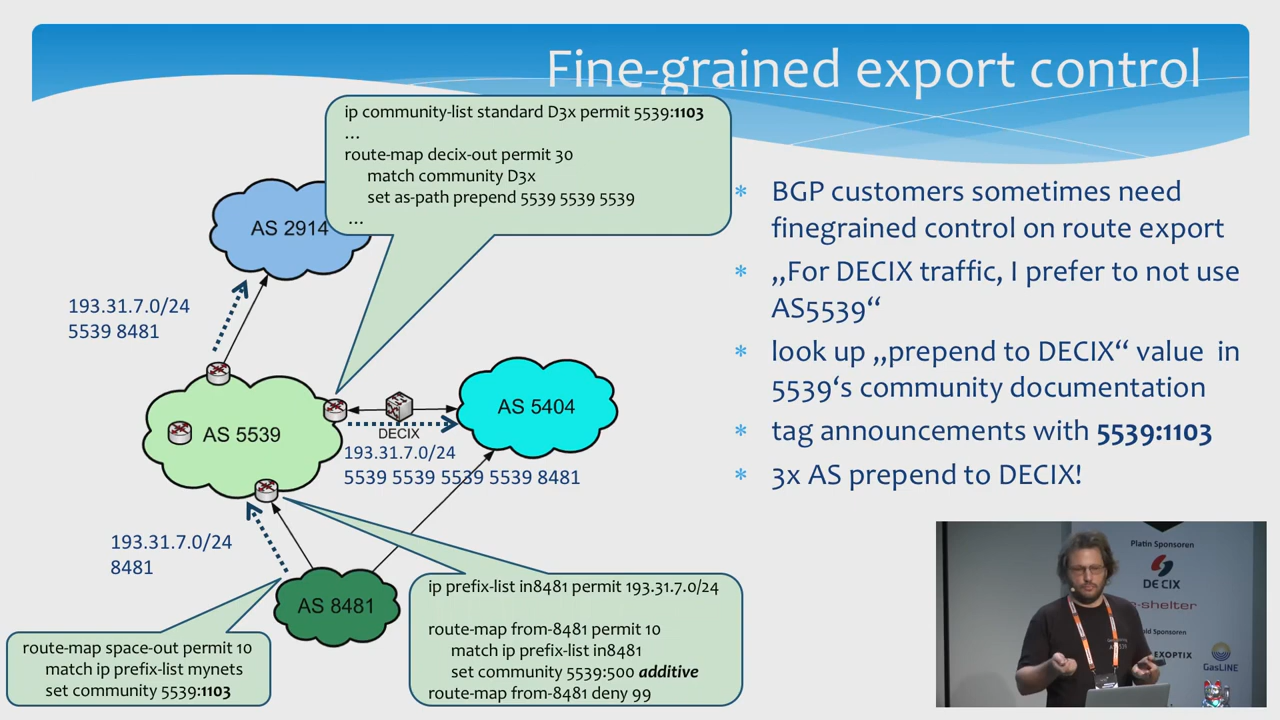 Fine-grained export control
ip community-list standard D3x permit 5539:1103
...
route-map decix-out permit 30
match community D3x
set as-path prepend 5539 5539 5539
...
AS 2914
193.31.7.0/24
5539 8481
AS 5539
DECIX
AS 5404
193.31.7.0/24
5539 5539 5539 5539 8481
193.31.7.0/24
8481
AS 8481
route-map space-out permit 10
match ip prefix-list mynets
set community 5539:1103
ip prefix-list in8481 permit 193.31.7.0/24
route-map from-8481 permit 10
match ip prefix-list in8481
set community 5539:500 additive
route-map from-8481 deny 99
* BGP customers sometimes need
finegrained control on route export
* „For DECIX traffic, I prefer to not use
AS5539“
* look up „prepend to DECIX“ value in
5539‘s community documentation
* tag announcements with 5539:1103
* 3x AS prepend to DECIX!
Platin Sponsoren
DE CIX
e-shelter
Sponsoren
EXOPTIX
GasLINE